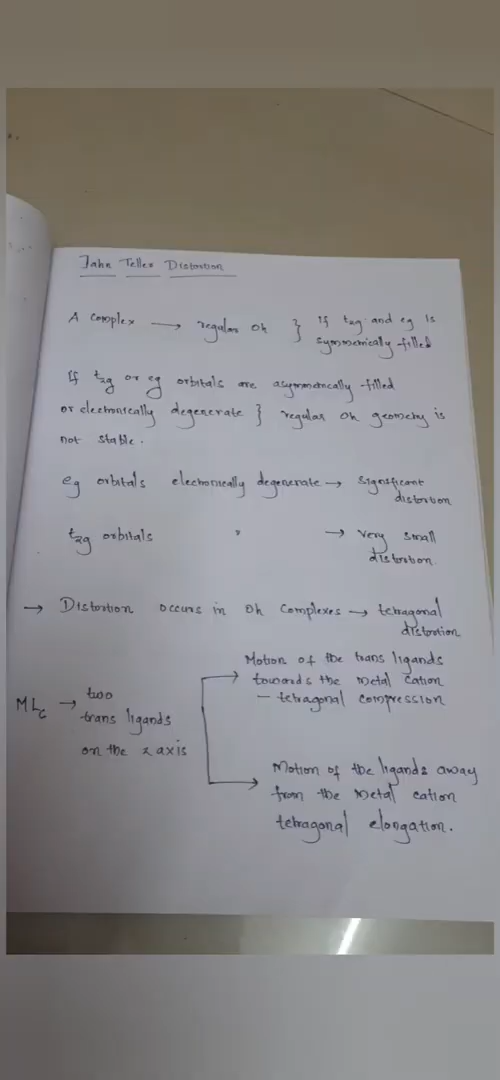 Jahn Teller Distortion
A complex → regular Oh } if t2g and eg is
symmetrically filled
If t2g or eg orbitals are asymmetrically filled
or electronically degenerate } regular Oh geometry is
not stable.
eg orbitals electronically degenerate → significant
distortion
t2g orbitals " → very small
distortion.
→ Distortion occurs in Oh complexes → tetragonal
distortion
Motion of the trans ligands
towards the metal cation
– tetragonal compression
ML6 → two
trans ligands
on the z axis
Motion of the ligands away
from the metal cation
tetragonal elongation.